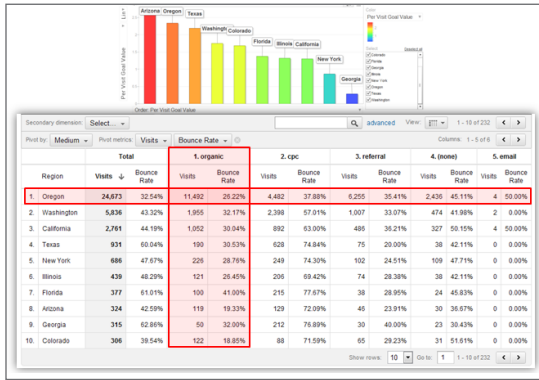 Arizona Oregon Texas
Washington Colorado
Florida Illinois California
New York
Georgia
Per Visit Goal Value
Order: Per Visit Goal Value
Color
Per Visit Goal Value
Select Deselect all
Colorado
Florida
Georgia
Illinois
New York
Oregon
Texas
Washington
Secondary dimension: Select... advanced View: 1 - 10 of 232
Pivot by: Medium Pivot metrics: Visits Bounce Rate Columns: 1 - 5 of 6
Total 1. organic 2. cpc 3. referral 4. (none) 5. email
Region Visits Bounce Rate Visits Bounce Rate Visits Bounce Rate Visits Bounce Rate Visits Bounce Rate Visits Bounce Rate
1. Oregon 24,673 32.54% 11,492 26.22% 4,482 37.88% 6,255 35.41% 2,436 45.11% 4 50.00%
2. Washington 5,836 43.32% 1,955 32.17% 2,398 57.01% 1,007 33.07% 474 41.98% 2 0.00%
3. California 2,761 44.19% 1,052 30.04% 892 63.00% 486 36.21% 327 50.15% 4 50.00%
4. Texas 931 60.04% 190 30.53% 628 74.84% 75 20.00% 38 42.11% 0 0.00%
5. New York 686 47.67% 226 28.76% 249 74.30% 102 24.51% 109 47.71% 0 0.00%
6. Illinois 439 48.29% 121 26.45% 206 69.42% 74 28.38% 38 42.11% 0 0.00%
7. Florida 377 61.01% 100 41.00% 215 77.67% 38 28.95% 24 45.83% 0 0.00%
8. Arizona 324 42.59% 119 19.33% 129 72.09% 46 23.91% 30 36.67% 0 0.00%
9. Georgia 315 62.86% 50 32.00% 212 76.89% 30 40.00% 23 30.43% 0 0.00%
10. Colorado 306 39.54% 122 18.85% 88 71.59% 65 29.23% 31 51.61% 0 0.00%
Show rows: 10 Go to: 1 1 - 10 of 232